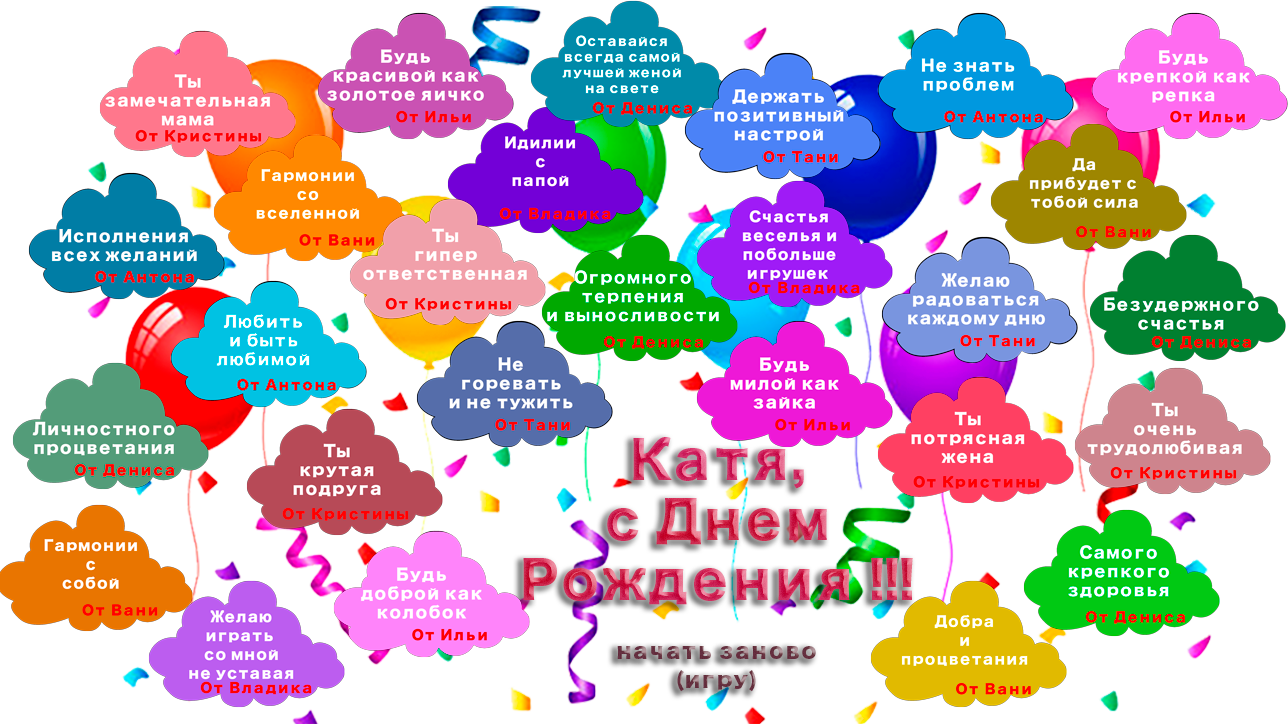 Ты
замечательная
мама
От Кристины
Будь
красивой как
золотое яичко
От Ильи
Оставайся
всегда самой
лучшей женой
на свете
От Дениса
Держать
позитивный
настрой
От Тани
Не знать
проблем
От Антона
Будь
крепкой как
репка
От Ильи
Исполнения
всех желаний
От Антона
Гармонии
со
вселенной
От Вани
Идилии
с
папой
От Владика
Да
прибудет с
тобой сила
От Вани
Ты
гипер
ответственная
От Кристины
Счастья
веселья и
побольше
игрушек
От Владика
Огромного
терпения
и выносливости
От Дениса
Желаю
радоваться
каждому дню
От Тани
Безудержного
счастья
От Дениса
Любить
и быть
любимой
От Антона
Не
горевать
и не тужить
От Тани
Будь
милой как
зайка
От Ильи
Личностного
процветания
От Дениса
Ты
крутая
подруга
От Кристины
Ты
потрясная
жена
От Кристины
Ты
очень
трудолюбивая
От Кристины
Катя,
с Днем
Рождения !!!
Гармонии
с
собой
От Вани
Будь
доброй как
колобок
От Ильи
Самого
крепкого
здоровья
От Дениса
Желаю
играть
со мной
не уставая
От Владика
Добра
и
процветания
От Вани
начать заново
(игру)